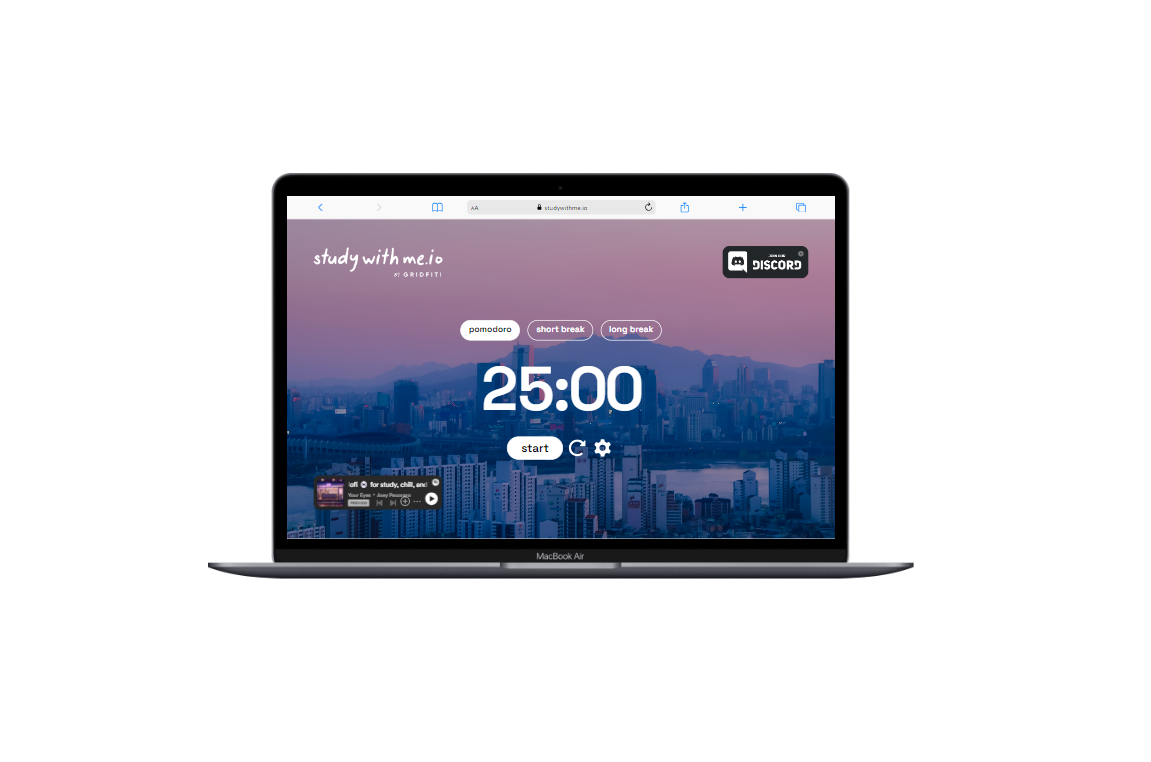 AA studywithme.io
study with me.io
BY GRIDFITI
JOIN OUR
DISCORD
pomodoro short break long break
25:00
start
lofi for study, chill, and
Your Eyes • Joey Pecoraro
PREVIEW
MacBook Air